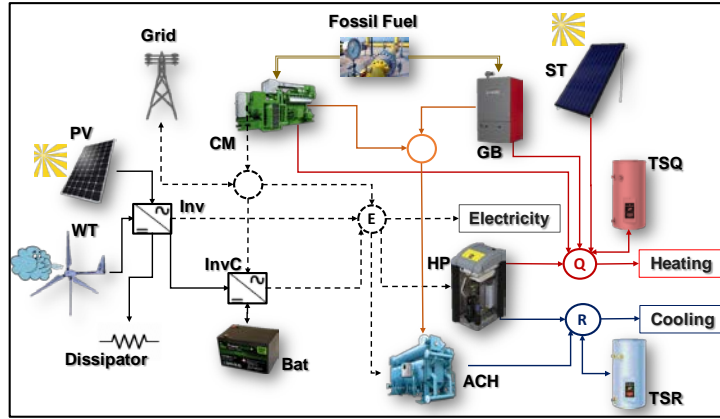 Fossil Fuel
Grid
ST
PV
CM
GB
TSQ
Inv
E
Electricity
WT
InvC
HP
Q
Heating
R
Cooling
Dissipator
Bat
ACH
TSR